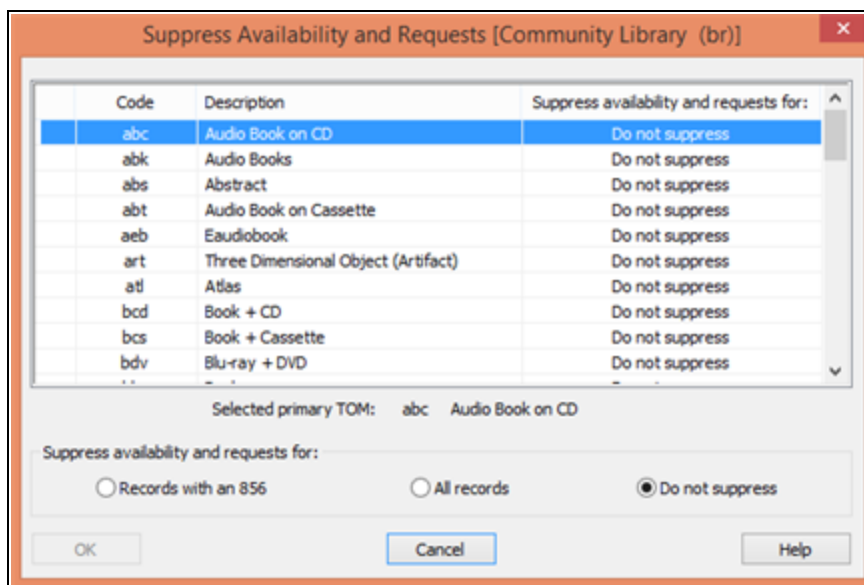 Suppress Availability and Requests [Community Library (br)]
Code Description Suppress availability and requests for:
abc Audio Book on CD Do not suppress
abk Audio Books Do not suppress
abs Abstract Do not suppress
abt Audio Book on Cassette Do not suppress
aeb Eaudiobook Do not suppress
art Three Dimensional Object (Artifact) Do not suppress
atl Atlas Do not suppress
bcd Book + CD Do not suppress
bcs Book + Cassette Do not suppress
bdv Blu-ray + DVD Do not suppress
Selected primary TOM: abc Audio Book on CD
Suppress availability and requests for:
Records with an 856 All records Do not suppress
OK Cancel Help